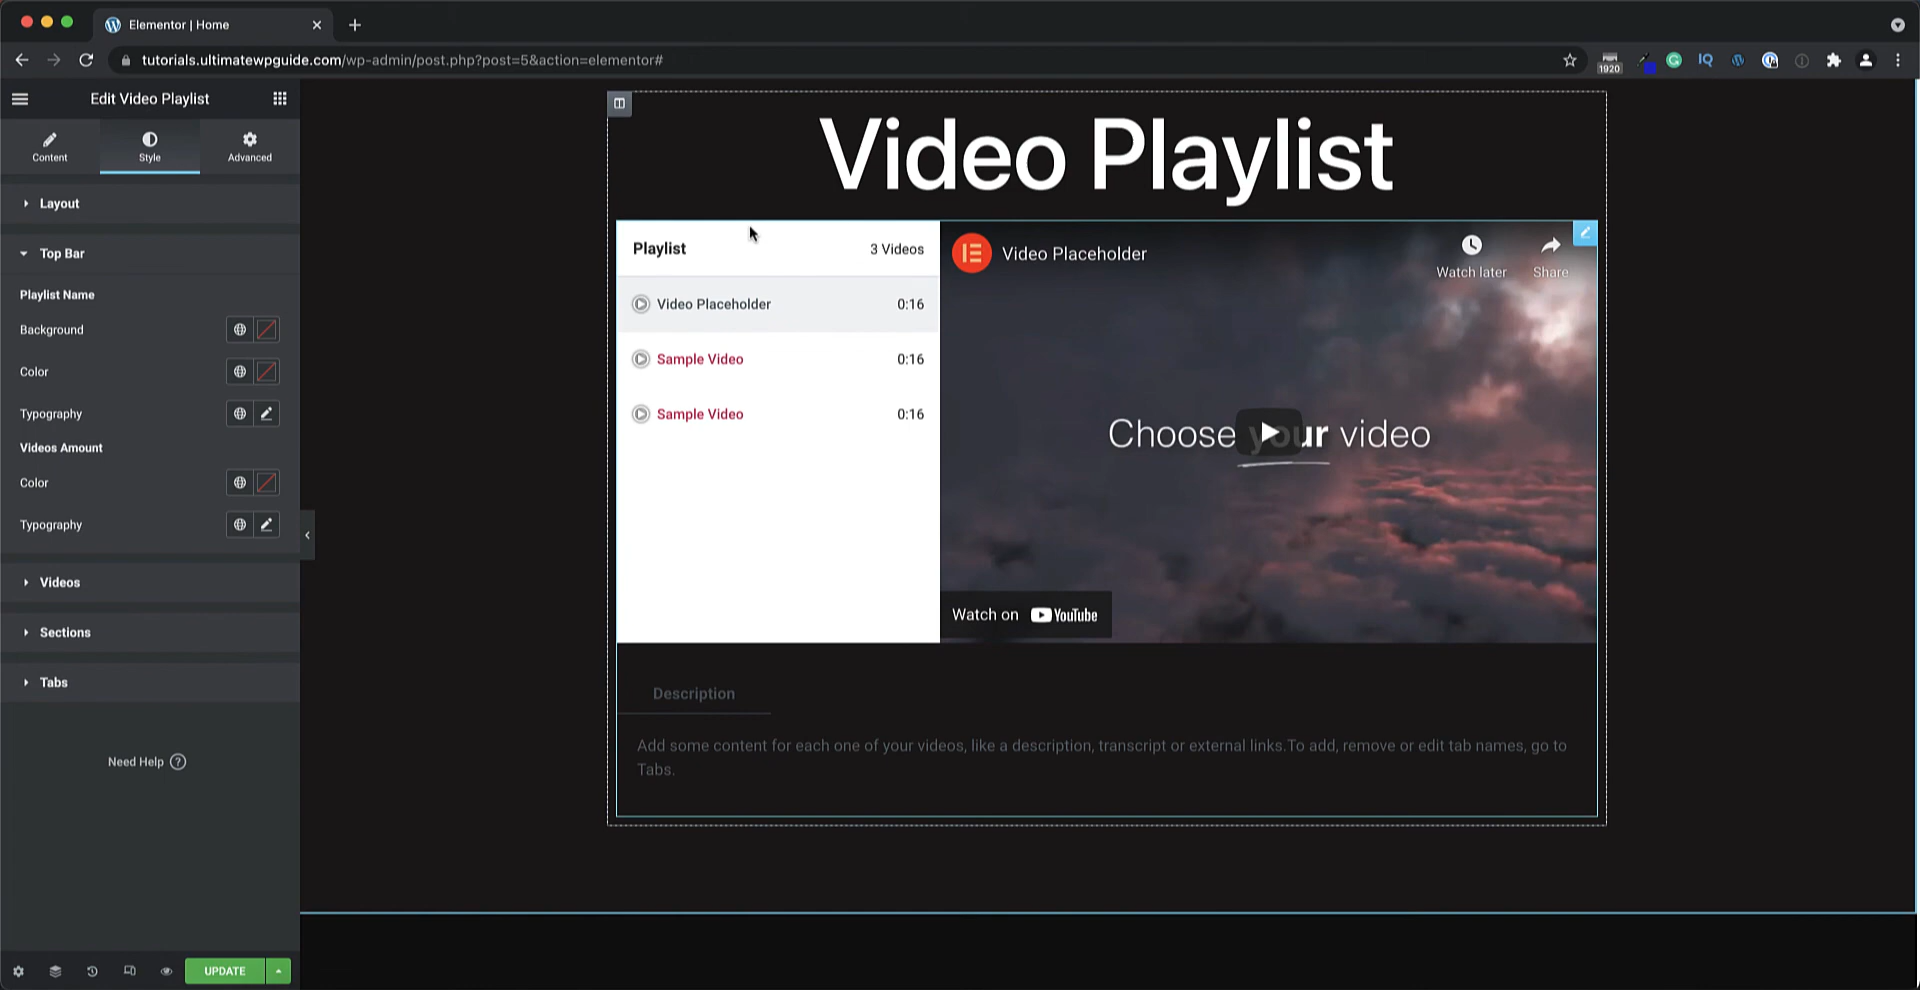 Elementor | Home
tutorials.ultimatewpguide.com/wp-admin/post.php?post=5&action=elementor#
1920
IQ
Edit Video Playlist
Content
Style
Advanced
Layout
Top Bar
Playlist Name
Background
Color
Typography
Videos Amount
Color
Typography
Videos
Sections
Tabs
Need Help ?
UPDATE
Video Playlist
Playlist 3 Videos
Video Placeholder 0:16
Sample Video 0:16
Sample Video 0:16
Video Placeholder
Watch later
Share
Choose your video
Watch on YouTube
Description
Add some content for each one of your videos, like a description, transcript or external links.To add, remove or edit tab names, go to
Tabs.